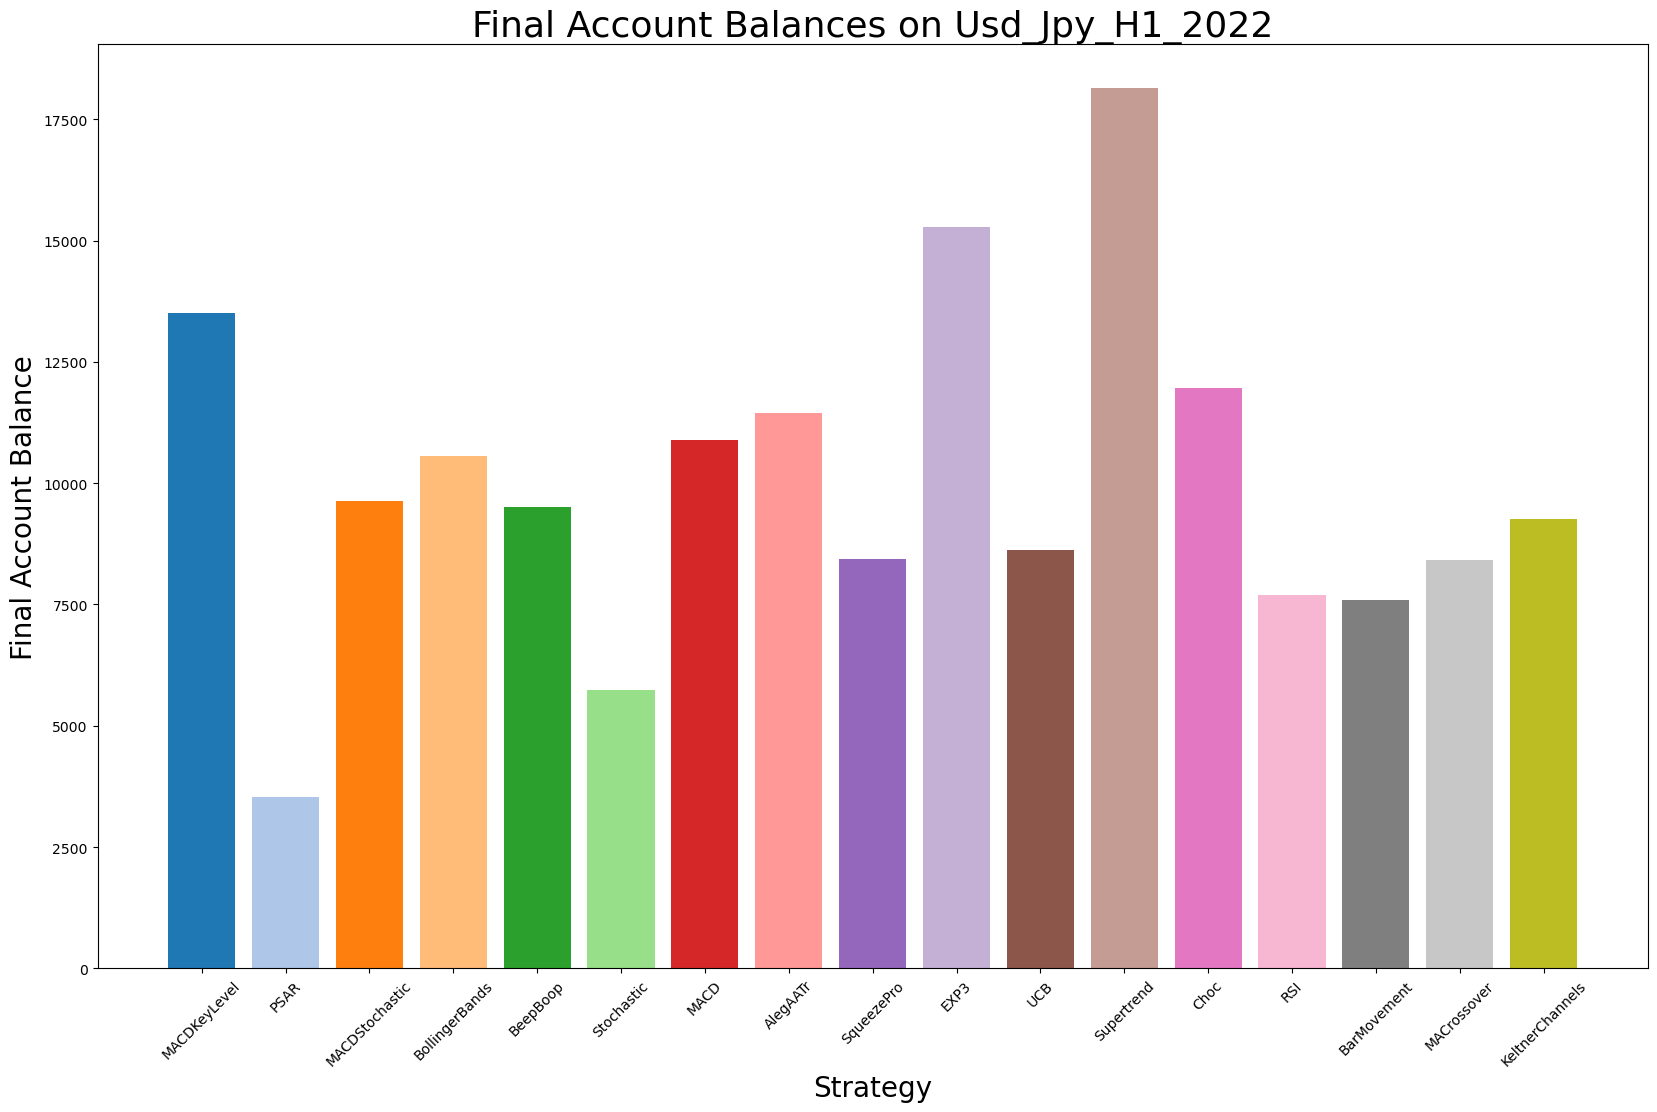 Final Account Balances on Usd_Jpy_H1_2022
Final Account Balance
17500
15000
12500
10000
7500
5000
2500
0
MACDKeyLevel
PSAR
MACDStochastic
BollingerBands
BeepBoop
Stochastic
MACD
AlegAATr
SqueezePro
EXP3
UCB
Supertrend
Choc
RSI
BarMovement
MACrossover
KeltnerChannels
Strategy